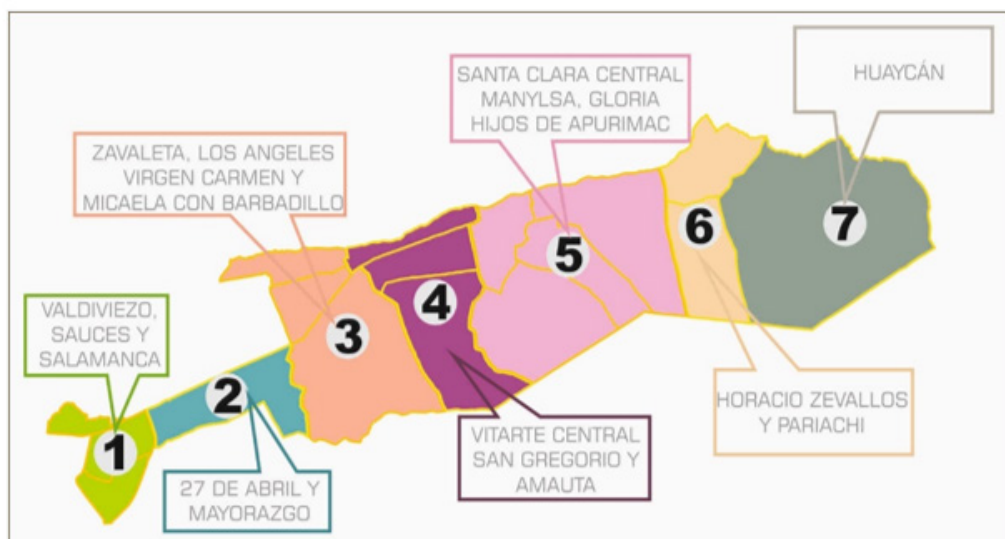 SANTA CLARA CENTRAL
MANYLSA, GLORIA
HIJOS DE APURIMAC
HUAYCÁN
ZAVALETA, LOS ANGELES
VIRGEN CARMEN Y
MICAELA CON BARBADILLO
VALDIVIEZO,
SAUCES Y
SALAMANCA
1
2
3
4
5
6
7
27 DE ABRIL Y
MAYORAZGO
VITARTE CENTRAL
SAN GREGORIO Y
AMAUTA
HORACIO ZEVALLOS
Y PARIACHI